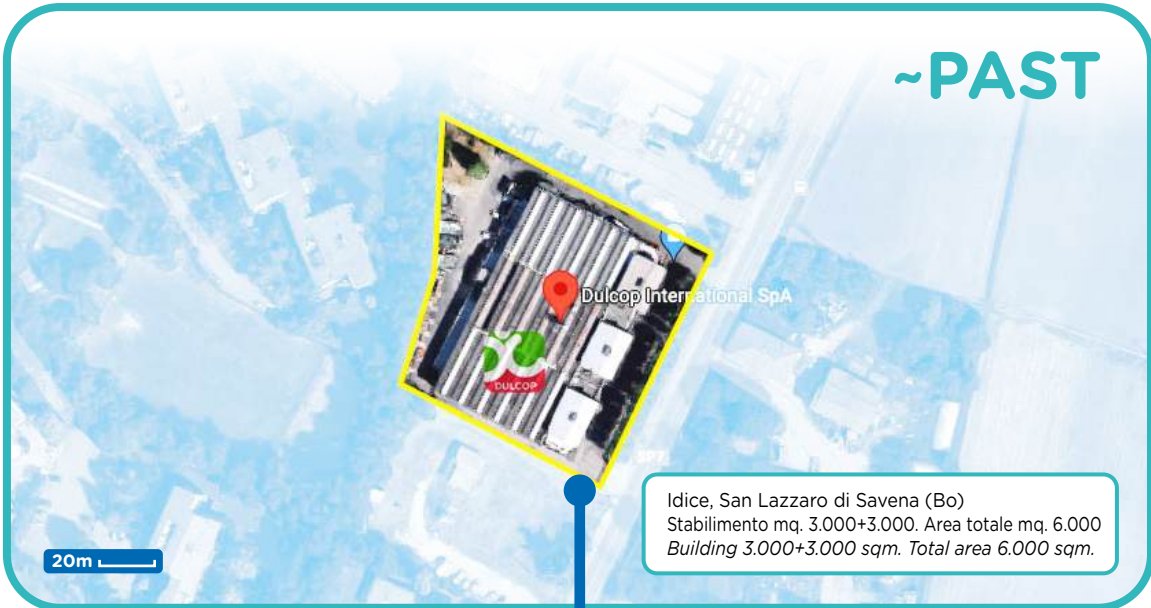 ~PAST
Dulcop International SpA
DULCOP
SP7
Idice, San Lazzaro di Savena (Bo)
Stabilimento mq. 3.000+3.000. Area totale mq. 6.000
Building 3.000+3.000 sqm. Total area 6.000 sqm.
20m